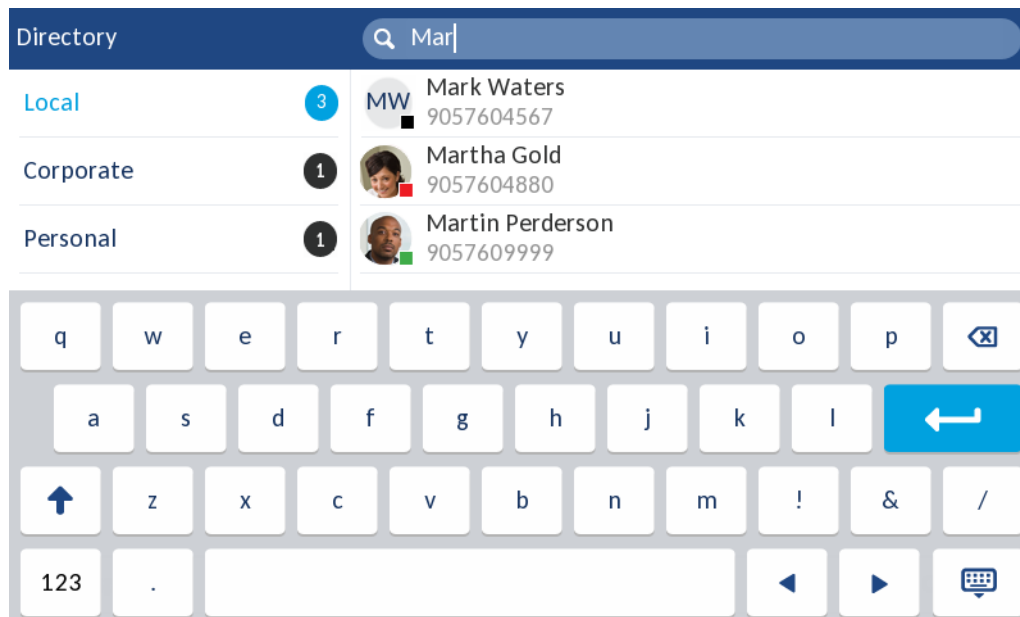 Directory
Mar
Local 3
Corporate 1
Personal 1
MW Mark Waters
9057604567
Martha Gold
9057604880
Martin Perderson
9057609999
q w e r t y u i o p
a s d f g h j k l
z x c v b n m ! & /
123 .